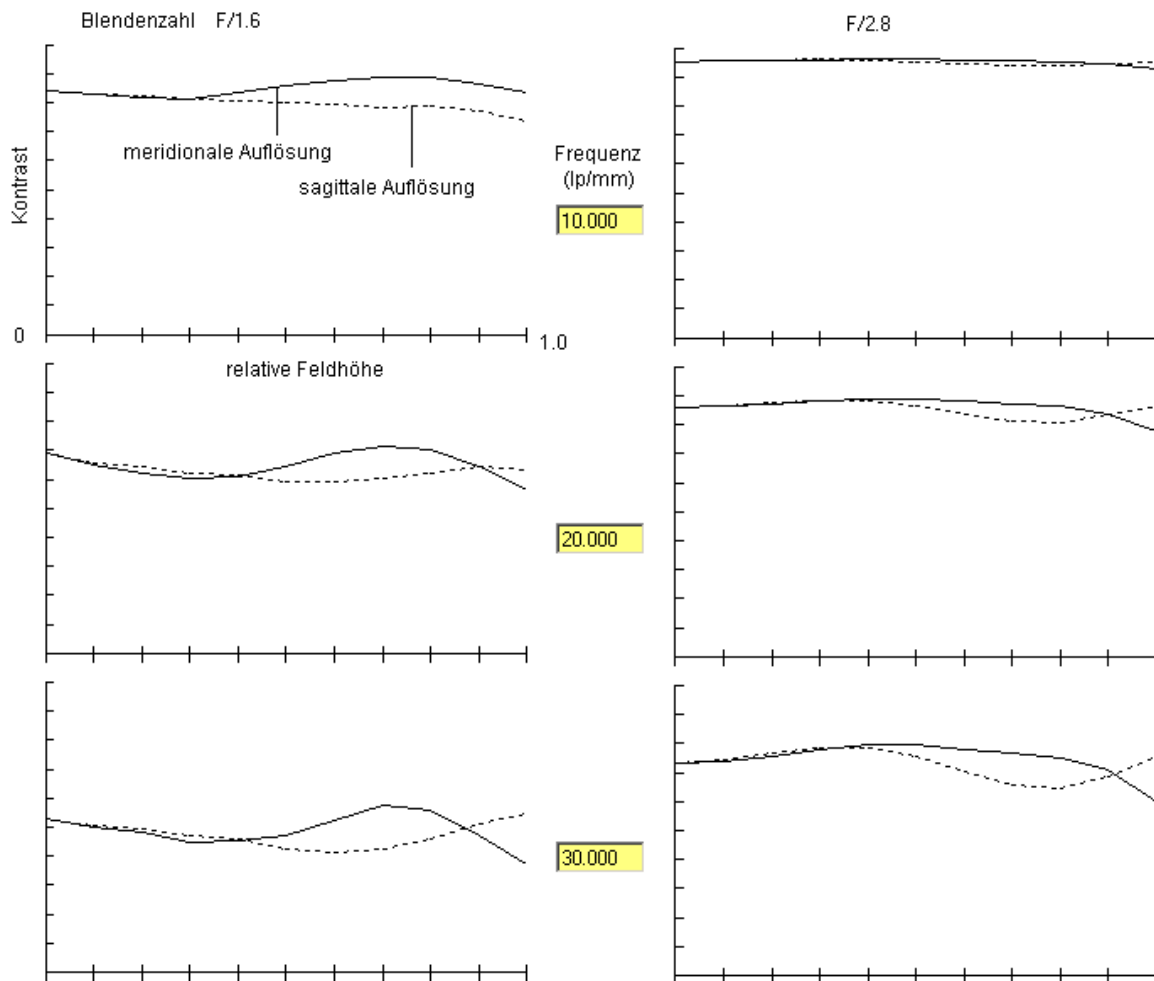 Blendenzahl F/1.6
F/2.8
meridionale Auflösung
sagittale Auflösung
Kontrast
Frequenz
(lp/mm)
10.000
0
1.0
relative Feldhöhe
20.000
30.000